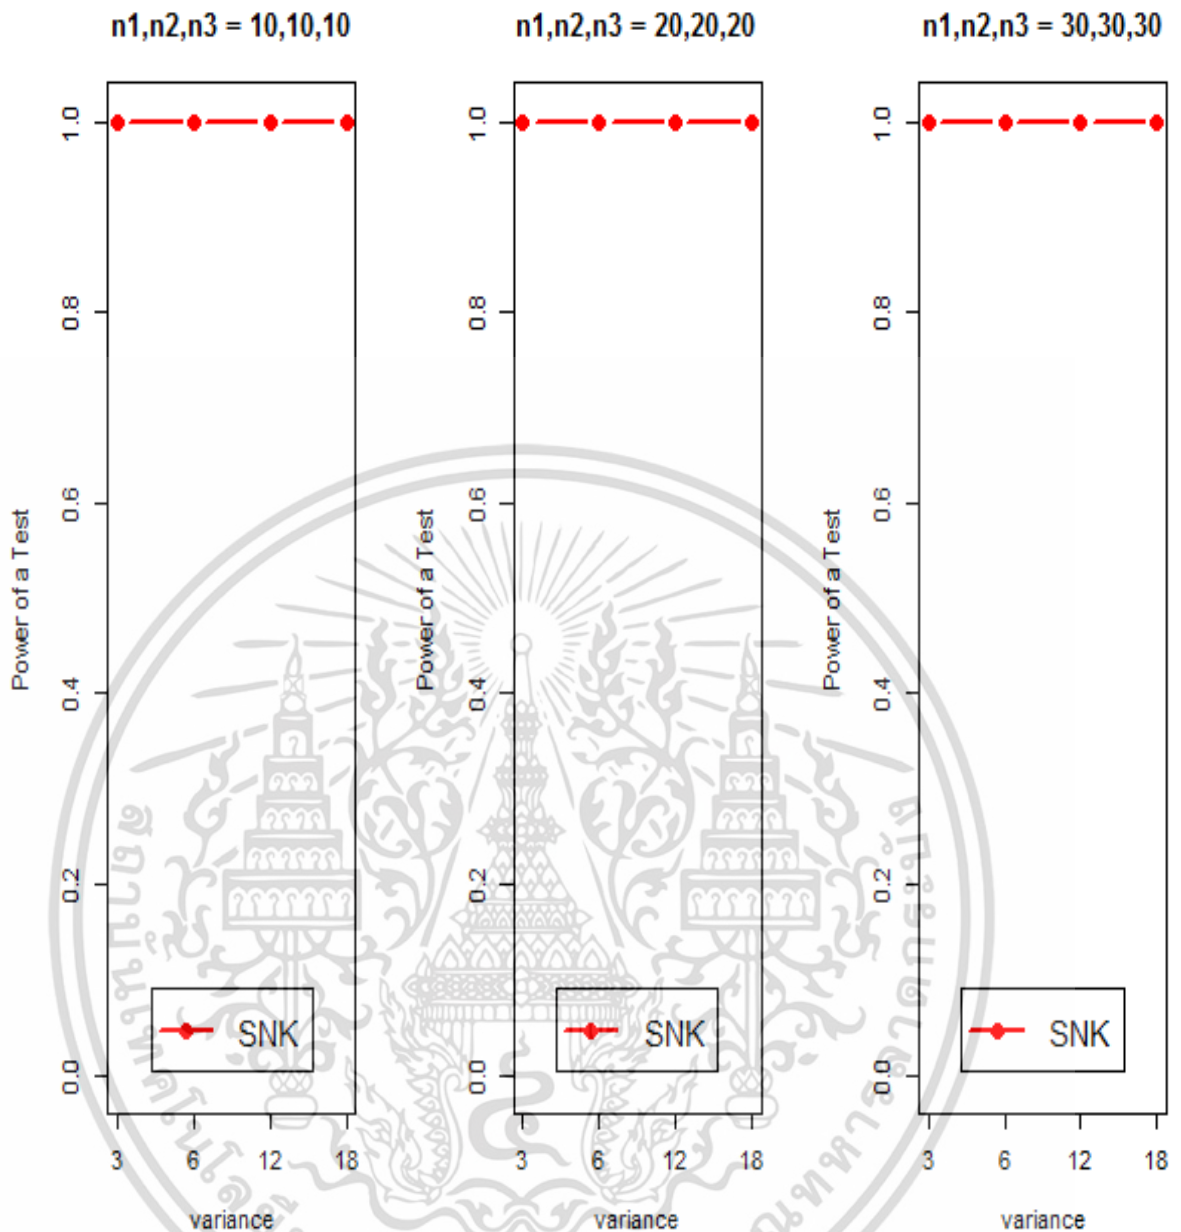 n1,n2,n3 = 10,10,10
1.0
0.8
0.6
0.4
0.2
0.0
Power of a Test
SNK
3 6 12 18
variance
n1,n2,n3 = 20,20,20
1.0
0.8
0.6
0.4
0.2
0.0
Power of a Test
SNK
3 6 12 18
variance
n1,n2,n3 = 30,30,30
1.0
0.8
0.6
0.4
0.2
0.0
Power of a Test
SNK
3 6 12 18
variance